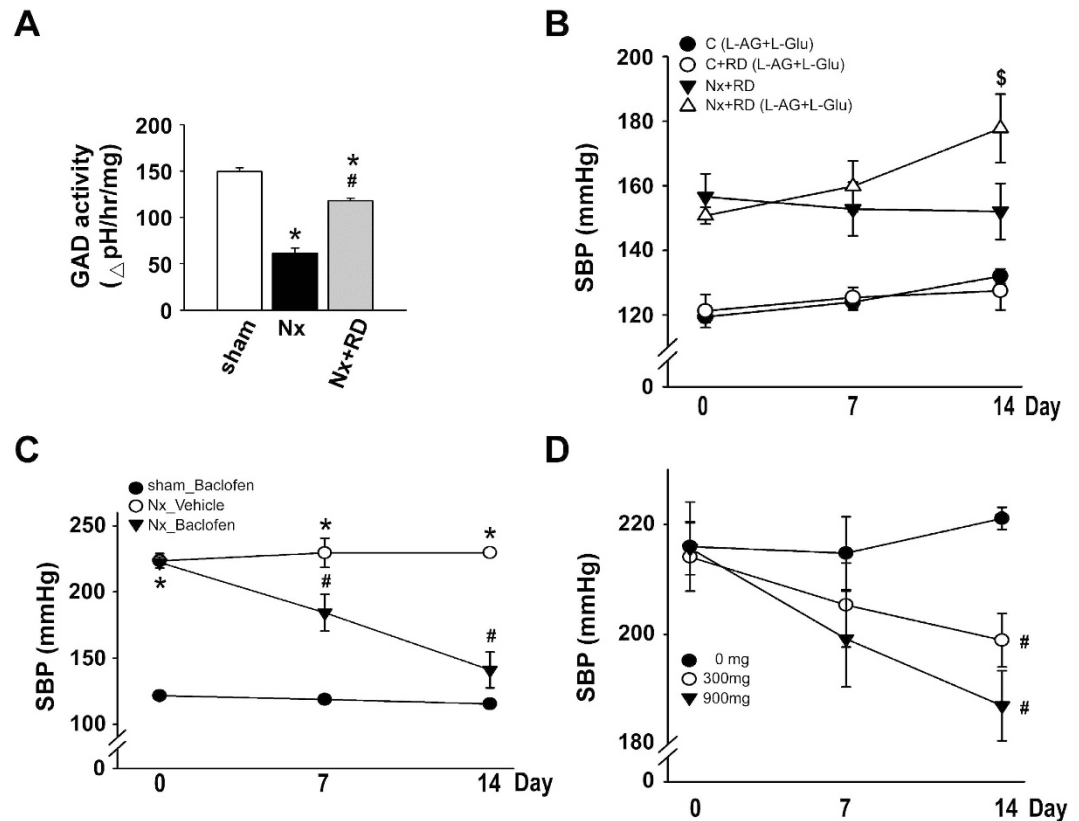 A
200
150
100
50
0
GAD activity
(△pH/hr/mg)
*
*
#
sham
Nx
Nx+RD
B
C (L-AG+L-Glu)
C+RD (L-AG+L-Glu)
Nx+RD
Nx+RD (L-AG+L-Glu)
$
200
180
160
140
120
0
SBP (mmHg)
0 7 14 Day
C
sham_Baclofen
Nx_Vehicle
Nx_Baclofen
250
200
150
100
0
SBP (mmHg)
*
*
*
#
#
0 7 14 Day
D
220
200
180
0
SBP (mmHg)
0 mg
300mg
900mg
#
#
0 7 14 Day